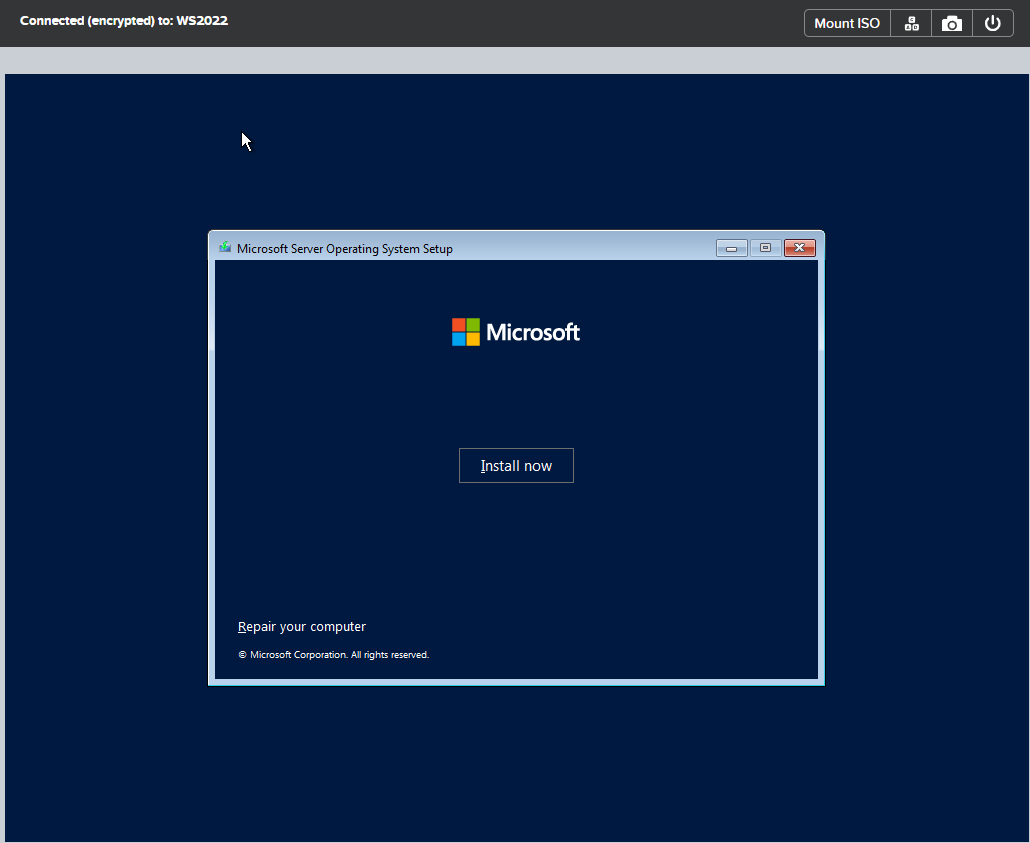 Connected (encrypted) to: WS2022
Mount ISO
Microsoft Server Operating System Setup
Microsoft
Install now
Repair your computer
© Microsoft Corporation. All rights reserved.